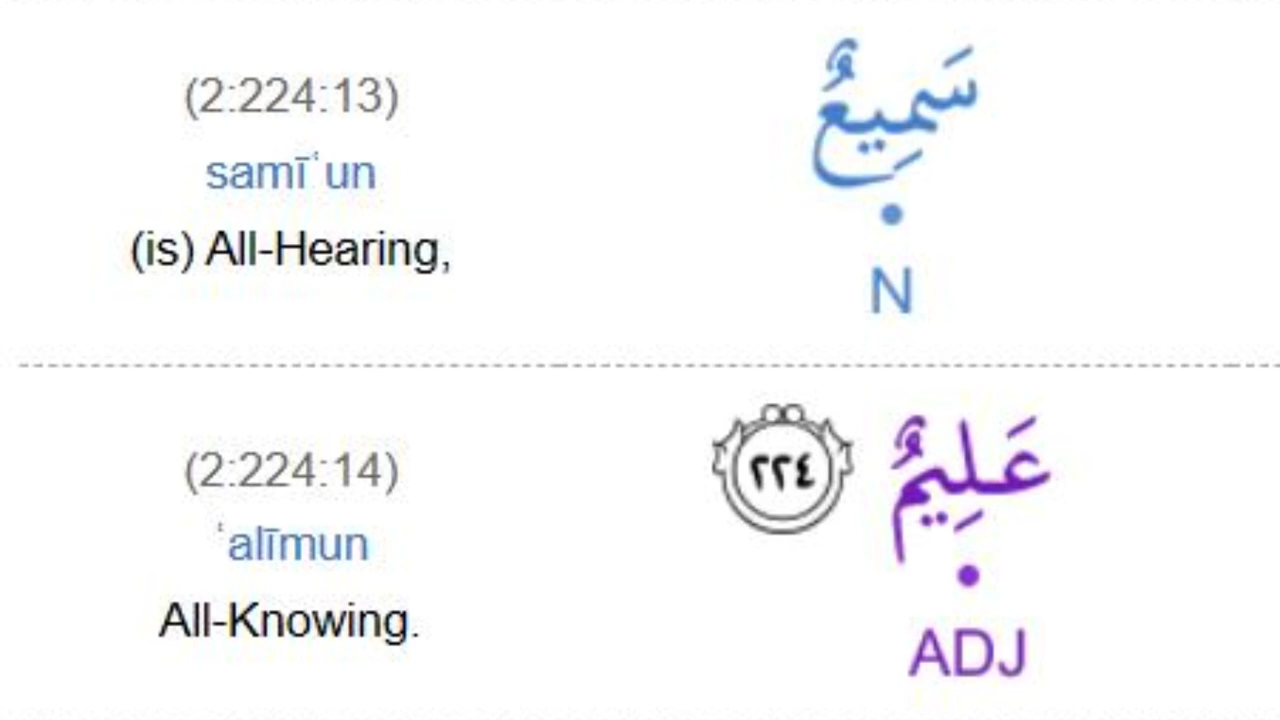 (2:224:13)
samīʿun
(is) All-Hearing,
سَمِيعٌ
N
(2:224:14)
ʿalīmun
All-Knowing.
عَلِيمٌ ٢٢٤
ADJ